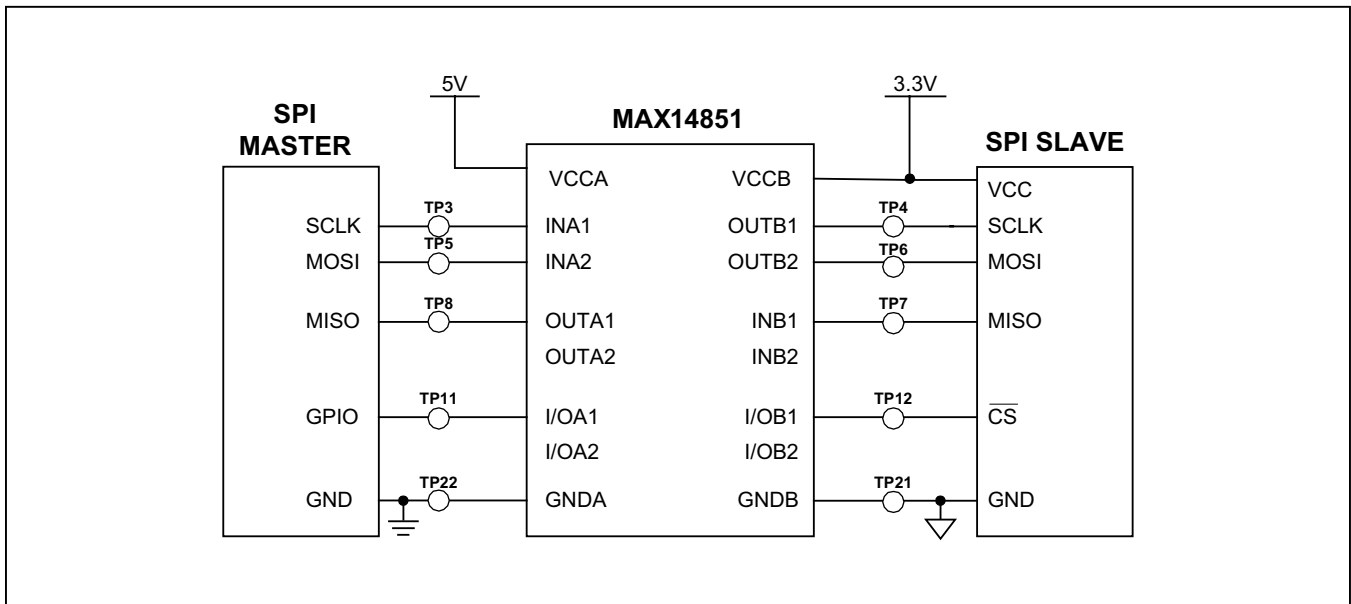 5V
3.3V
SPI
MASTER
MAX14851
SPI SLAVE
VCCA
VCCB
VCC
SCLK
TP3
INA1
OUTB1
TP4
SCLK
MOSI
TP5
INA2
OUTB2
TP6
MOSI
MISO
TP8
OUTA1
INB1
TP7
MISO
OUTA2
INB2
GPIO
TP11
I/OA1
I/OB1
TP12
CS
I/OA2
I/OB2
GND
TP22
GNDA
GNDB
TP21
GND